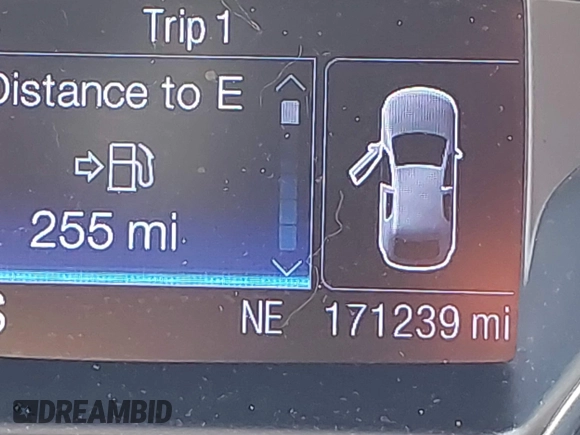 Trip 1
Distance to E
255 mi
NE
171239 mi
DREAMBID